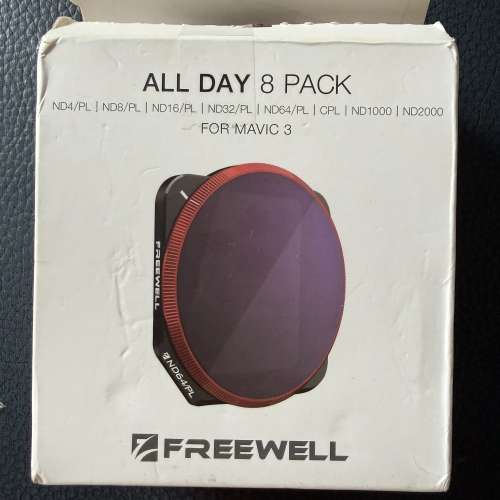 ALL DAY 8 PACK
ND4/PL | ND8/PL | ND16/PL | ND32/PL | ND64/PL | CPL | ND1000 | ND2000
FOR MAVIC 3
FREEWELL
ND64/PL
FREEWELL